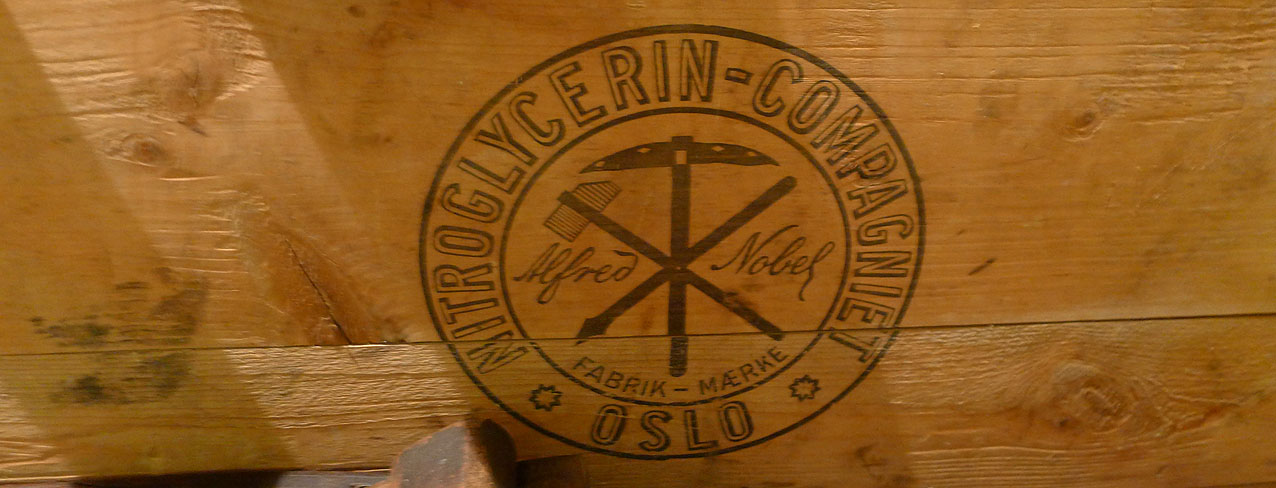 NITROGLYCERIN-COMPAGNIET
Alfred Nobel
FABRIK - MÆRKE
OSLO